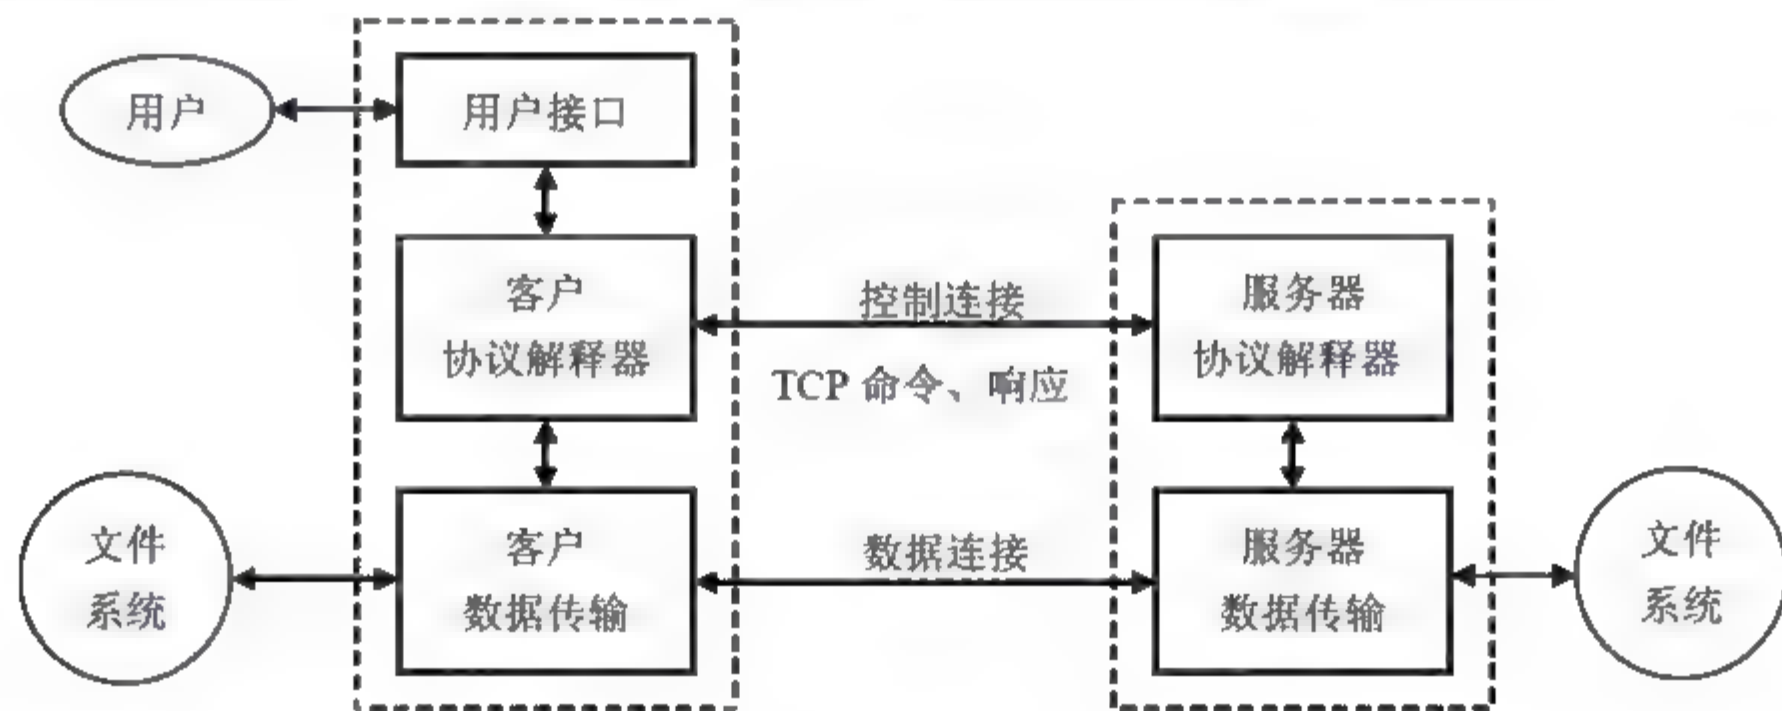 用户
用户接口
客户
协议解释器
控制连接
TCP 命令、响应
服务器
协议解释器
文件
系统
客户
数据传输
数据连接
服务器
数据传输
文件
系统